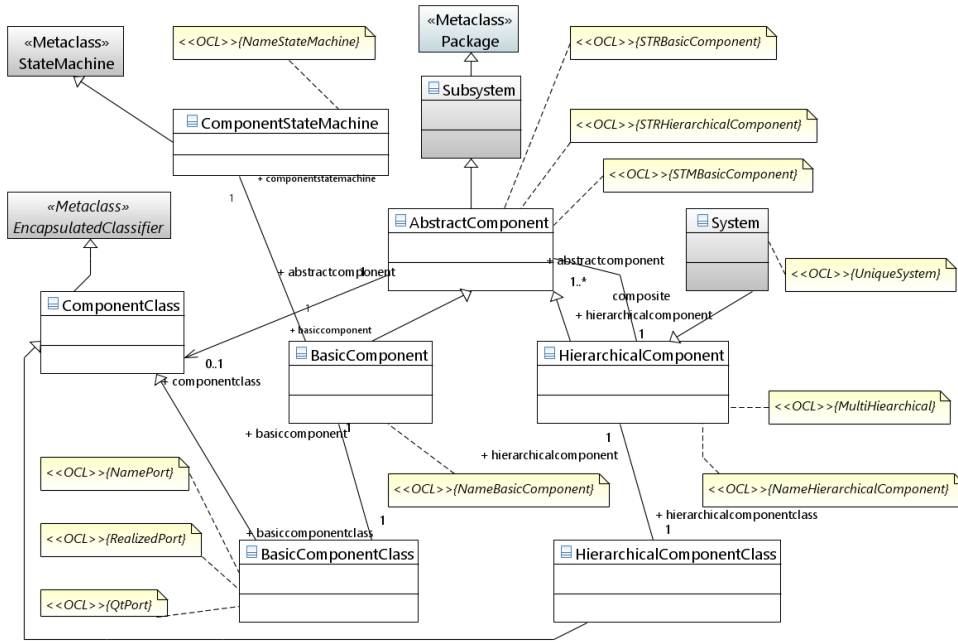 «Metaclass»
StateMachine
<<OCL>>{NameStateMachine}
«Metaclass»
Package
<<OCL>>{STRBasicComponent}
Subsystem
ComponentStateMachine
<<OCL>>{STRHierarchicalComponent}
+ componentstatemachine
1
<<OCL>>{STMBasicComponent}
«Metaclass»
EncapsulatedClassifier
AbstractComponent
System
<<OCL>>{UniqueSystem}
+ abstractcomponent
1
+ abstractcomponent
1..*
composite
ComponentClass
1
+ hierarchicalcomponent
+ basiccomponent
1
BasicComponent
HierarchicalComponent
0..1
+ componentclass
<<OCL>>{MultiHierarchical}
+ basiccomponent
1
1
+ hierarchicalcomponent
<<OCL>>{NamePort}
<<OCL>>{NameBasicComponent}
<<OCL>>{NameHierarchicalComponent}
1
+ hierarchicalcomponentclass
1
<<OCL>>{RealizedPort}
+ basiccomponentclass
BasicComponentClass
HierarchicalComponentClass
<<OCL>>{QtPort}